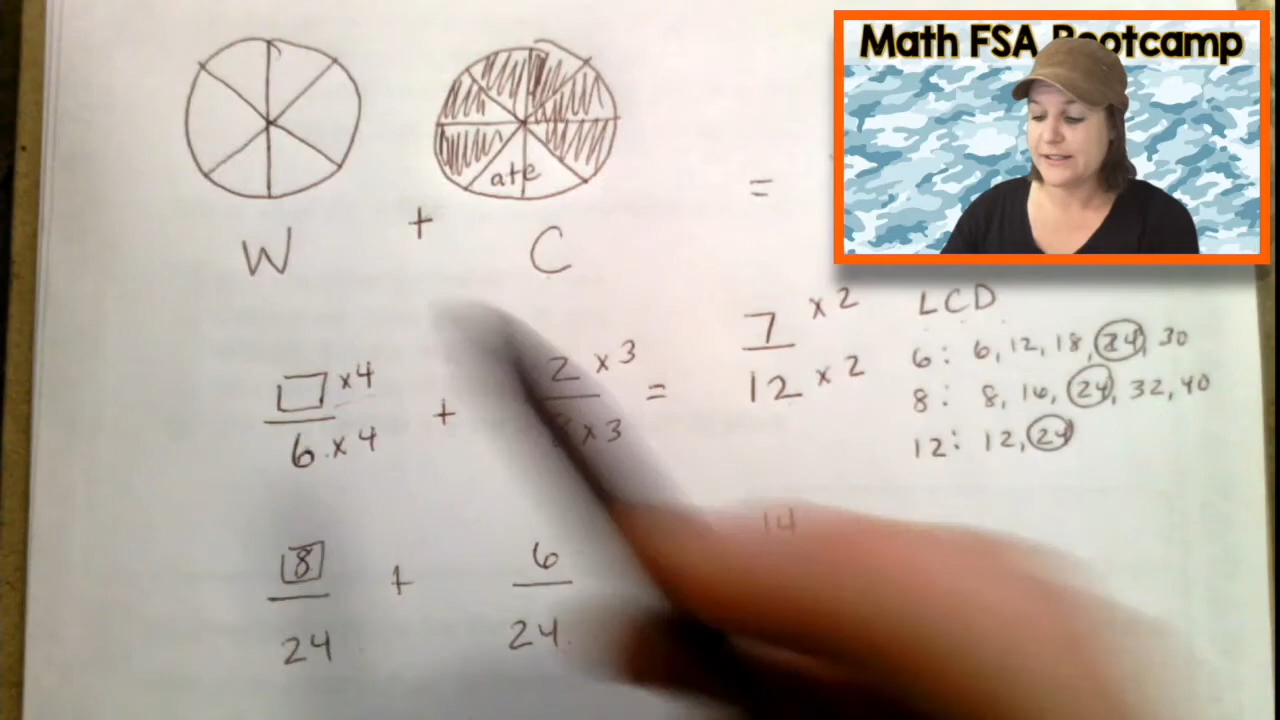 Math FSA Bootcamp
ate
=
W + C
□ x4 + 2 x 3 = 7 x 2
6 x 4 x 3 12 x 2
LCD
6: 6, 12, 18, 24, 30
8: 8, 16, 24, 32, 40
12: 12, 24
8 + 6 14
24 24